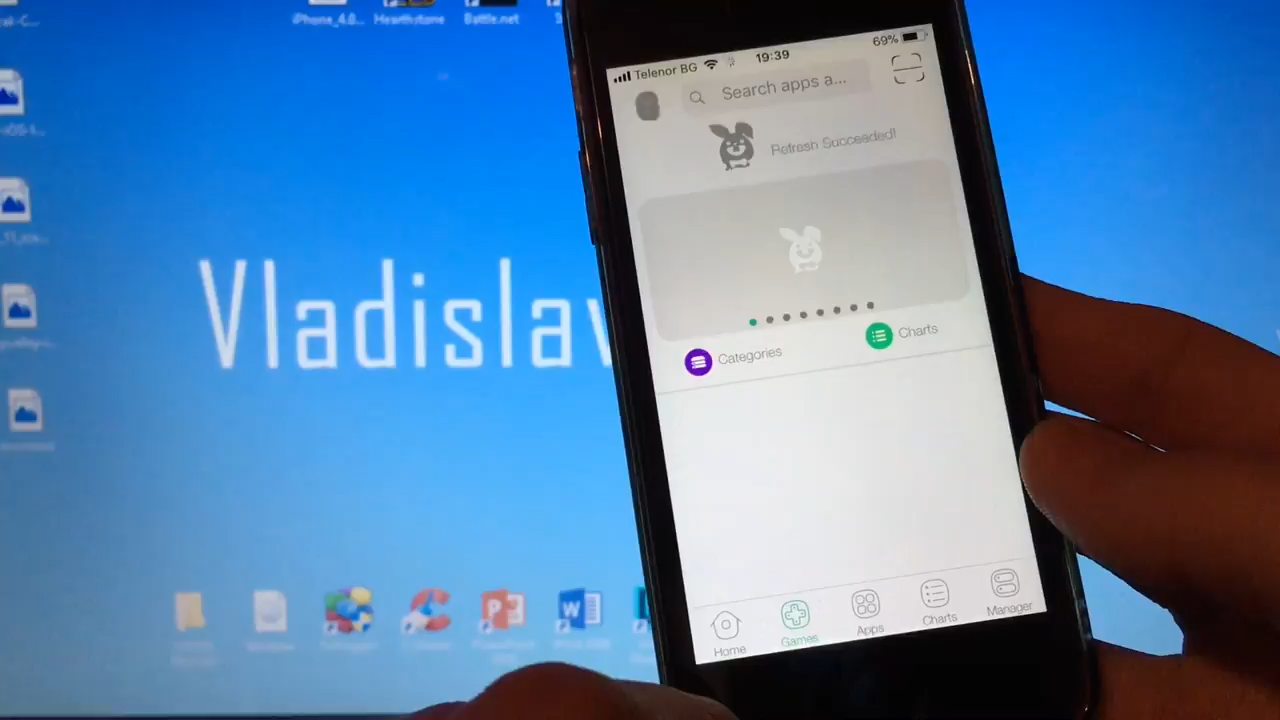 iPhone_4.0...
Hearthstone
Battle.net
Vladislav
Telenor BG
19:39
69%
Search apps a...
Refresh Succeeded!
Categories
Charts
Home
Games
Apps
Charts
Manager